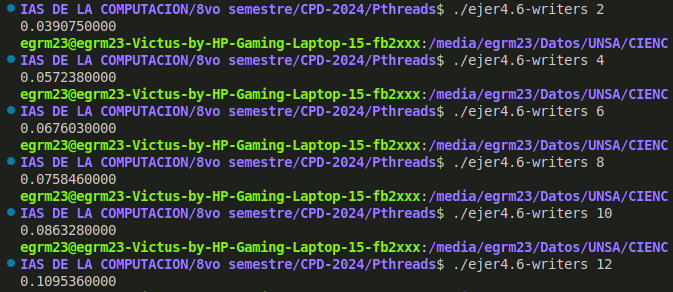 IAS DE LA COMPUTACION/8vo semestre/CPD-2024/Pthreads$ ./ejer4.6-writers 2
0.0390750000
egrm23@egrm23-Victus-by-HP-Gaming-Laptop-15-fb2xxx:/media/egrm23/Datos/UNSA/CIENC
IAS DE LA COMPUTACION/8vo semestre/CPD-2024/Pthreads$ ./ejer4.6-writers 4
0.0572380000
egrm23@egrm23-Victus-by-HP-Gaming-Laptop-15-fb2xxx:/media/egrm23/Datos/UNSA/CIENC
IAS DE LA COMPUTACION/8vo semestre/CPD-2024/Pthreads$ ./ejer4.6-writers 6
0.0676030000
egrm23@egrm23-Victus-by-HP-Gaming-Laptop-15-fb2xxx:/media/egrm23/Datos/UNSA/CIENC
IAS DE LA COMPUTACION/8vo semestre/CPD-2024/Pthreads$ ./ejer4.6-writers 8
0.0758460000
egrm23@egrm23-Victus-by-HP-Gaming-Laptop-15-fb2xxx:/media/egrm23/Datos/UNSA/CIENC
IAS DE LA COMPUTACION/8vo semestre/CPD-2024/Pthreads$ ./ejer4.6-writers 10
0.0863280000
egrm23@egrm23-Victus-by-HP-Gaming-Laptop-15-fb2xxx:/media/egrm23/Datos/UNSA/CIENC
IAS DE LA COMPUTACION/8vo semestre/CPD-2024/Pthreads$ ./ejer4.6-writers 12
0.1095360000